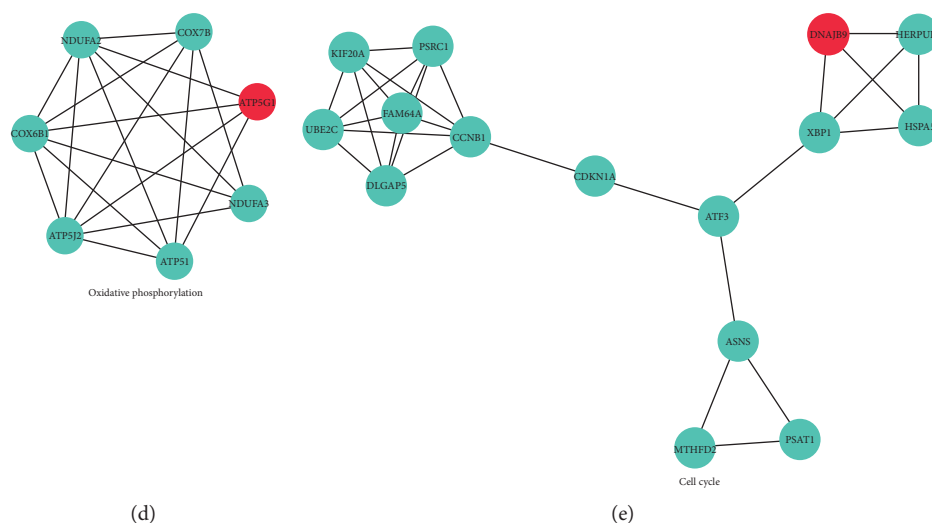 NDUFA2
COX7B
ATP5G1
COX6B1
NDUFA3
ATP5J2
ATP51
Oxidative phosphorylation
(d)
KIF20A
PSRC1
FAM64A
UBE2C
CCNB1
DLGAP5
CDKN1A
ATF3
DNAJB9
XBP1
ASNS
MTHFD2
PSAT1
Cell cycle
(e)